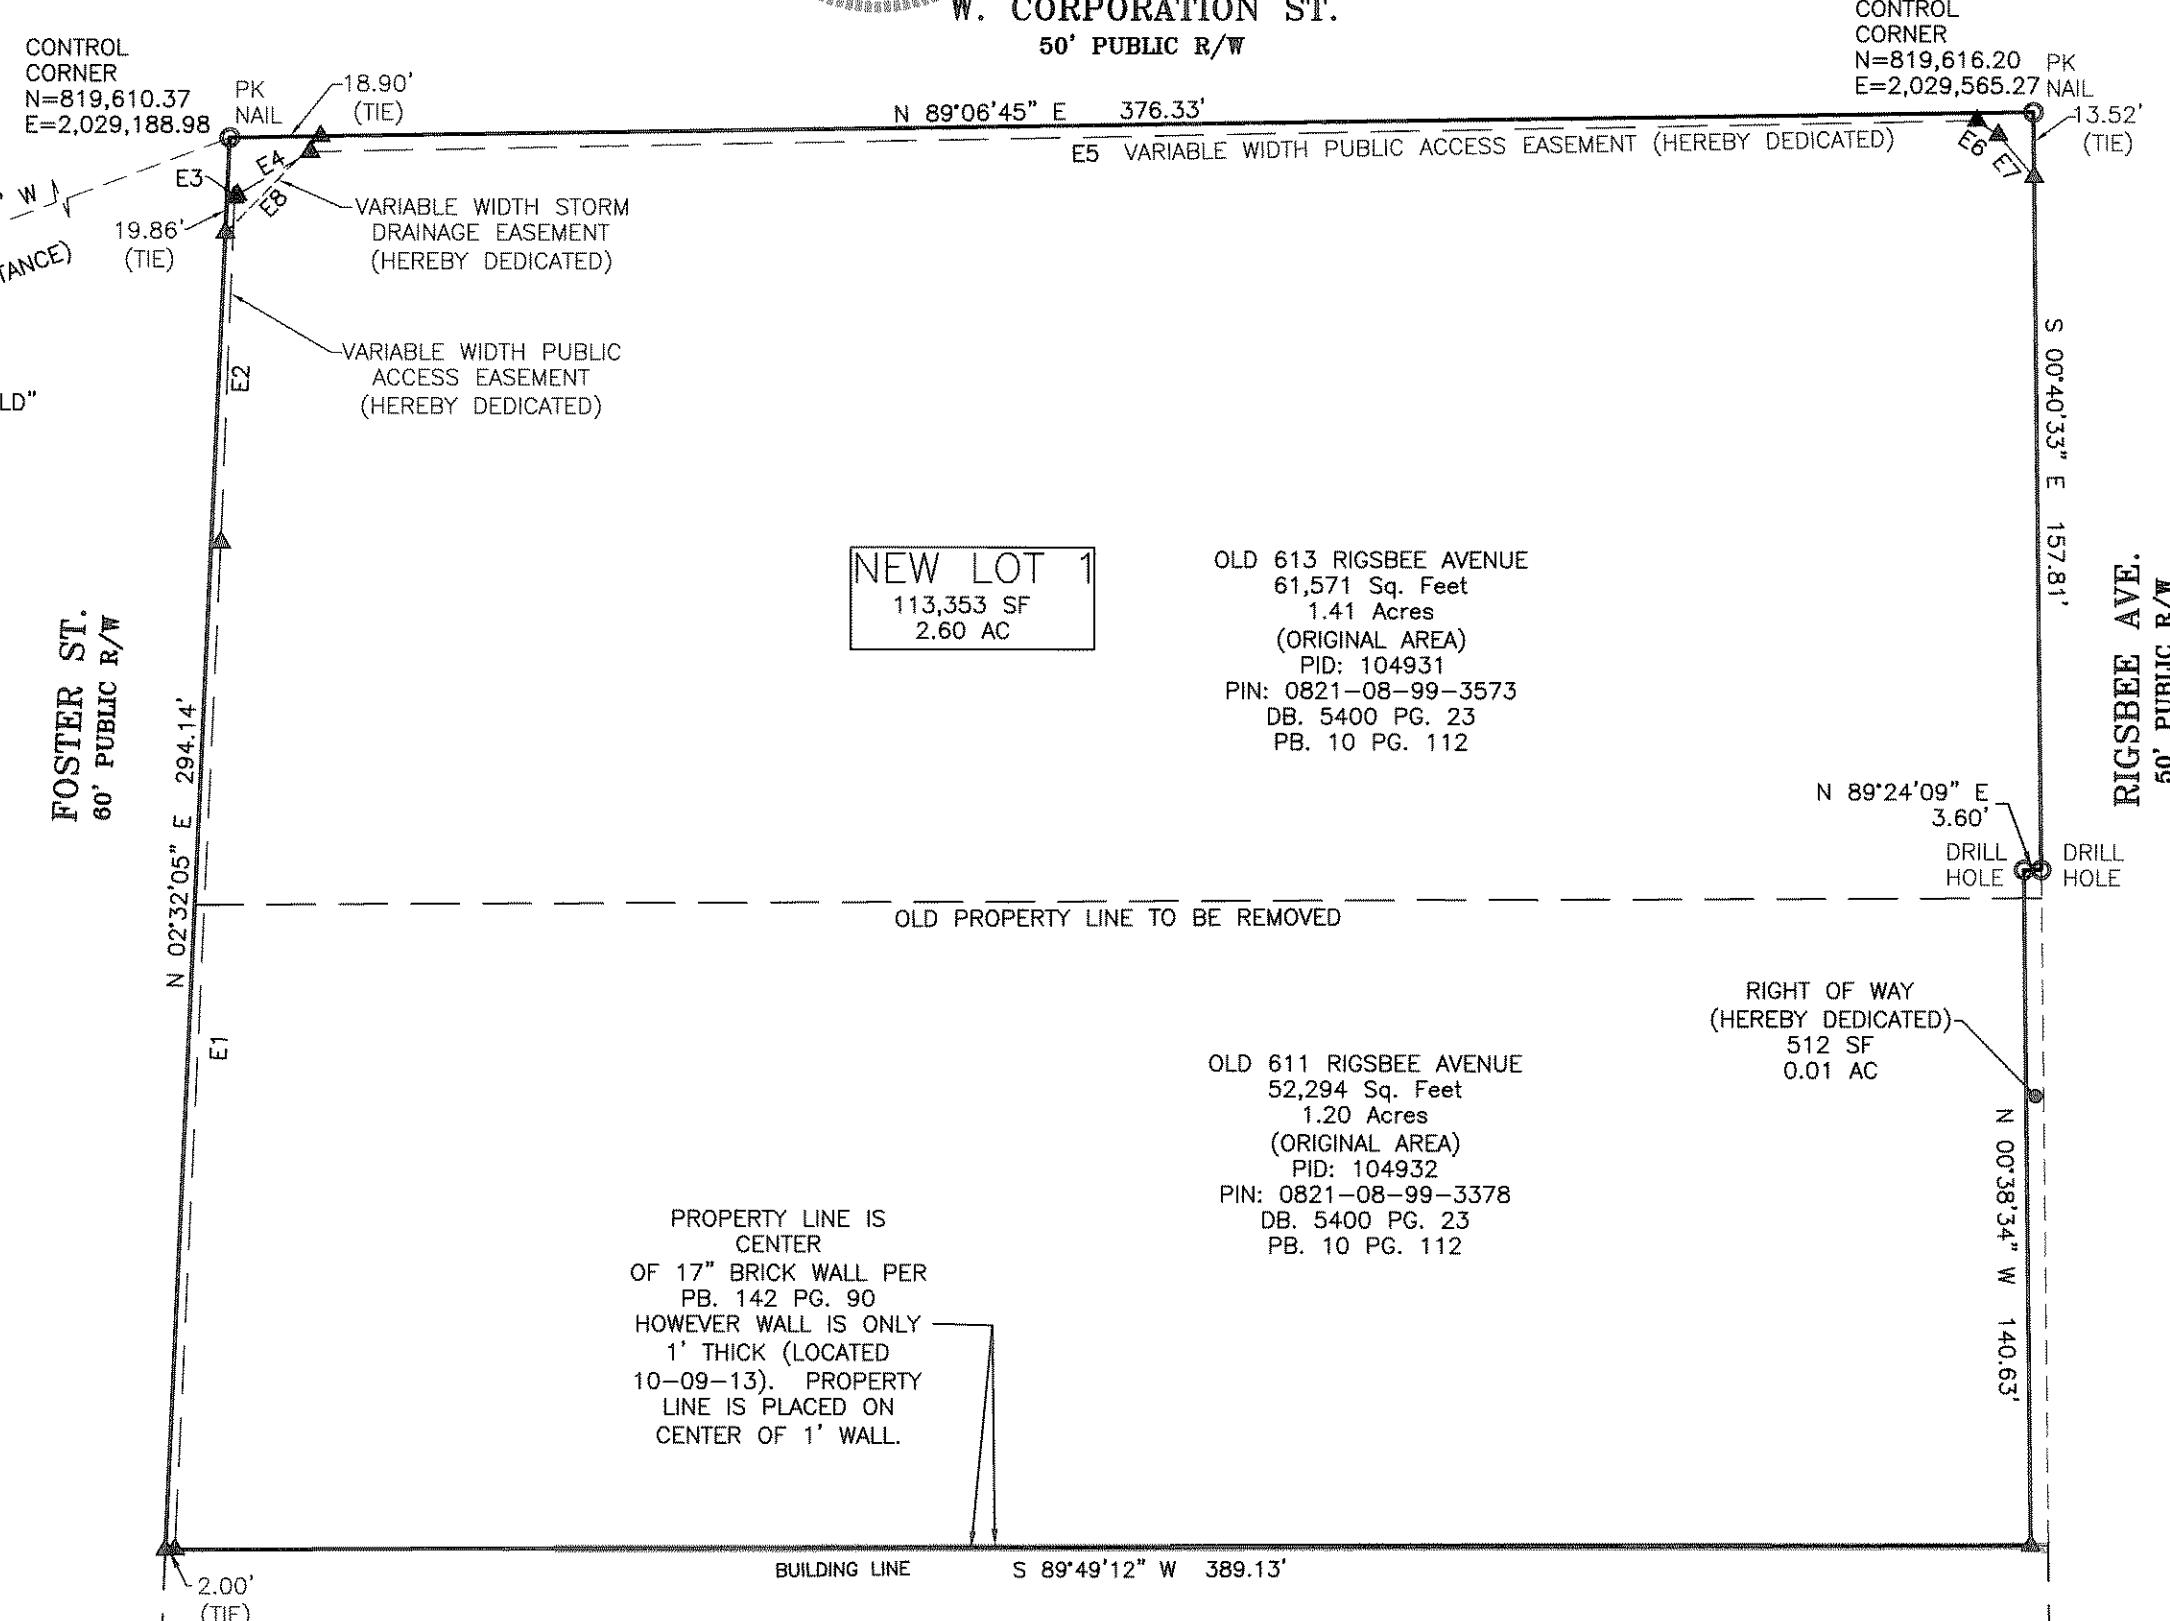 W. CORPORATION ST.
50' PUBLIC R/W
CONTROL
CORNER
N=819,610.37
E=2,029,188.98
PK
NAIL
18.90'
(TIE)
N 89°06'45" E 376.33'
CONTROL
CORNER
N=819,616.20
E=2,029,565.27
PK
NAIL
13.52'
(TIE)
E5 VARIABLE WIDTH PUBLIC ACCESS EASEMENT (HEREBY DEDICATED)
E6
E7
E4
E3
E8
W
TANCE)
19.86'
(TIE)
VARIABLE WIDTH STORM
DRAINAGE EASEMENT
(HEREBY DEDICATED)
VARIABLE WIDTH PUBLIC
ACCESS EASEMENT
(HEREBY DEDICATED)
E2
LD"
S 00°40'33" E 157.81'
NEW LOT 1
113,353 SF
2.60 AC
OLD 613 RIGSBEE AVENUE
61,571 Sq. Feet
1.41 Acres
(ORIGINAL AREA)
PID: 104931
PIN: 0821-08-99-3573
DB. 5400 PG. 23
PB. 10 PG. 112
FOSTER ST.
60' PUBLIC R/W
N 02°32'05" E 294.14'
RIGSBEE AVE.
50' PUBLIC R/W
N 89°24'09" E
3.60'
DRILL
HOLE
DRILL
HOLE
OLD PROPERTY LINE TO BE REMOVED
E1
RIGHT OF WAY
(HEREBY DEDICATED)
512 SF
0.01 AC
OLD 611 RIGSBEE AVENUE
52,294 Sq. Feet
1.20 Acres
(ORIGINAL AREA)
PID: 104932
PIN: 0821-08-99-3378
DB. 5400 PG. 23
PB. 10 PG. 112
N 00°38'34" W 140.63'
PROPERTY LINE IS
CENTER
OF 17" BRICK WALL PER
PB. 142 PG. 90
HOWEVER WALL IS ONLY
1' THICK (LOCATED
10-09-13). PROPERTY
LINE IS PLACED ON
CENTER OF 1' WALL.
BUILDING LINE S 89°49'12" W 389.13'
2.00'
(TIE)